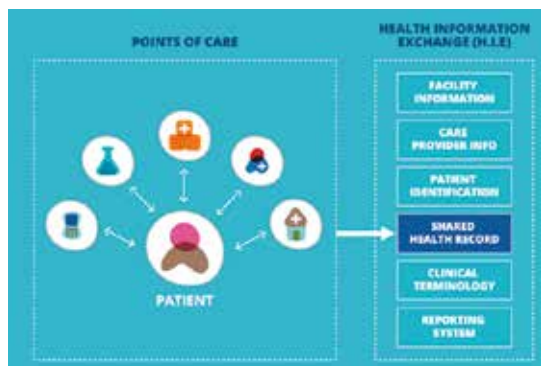 POINTS OF CARE
PATIENT
HEALTH INFORMATION
EXCHANGE (H.I.E)
FACILITY
INFORMATION
CARE
PROVIDER INFO
PATIENT
IDENTIFICATION
SHARED
HEALTH RECORD
CLINICAL
TERMINOLOGY
REPORTING
SYSTEM